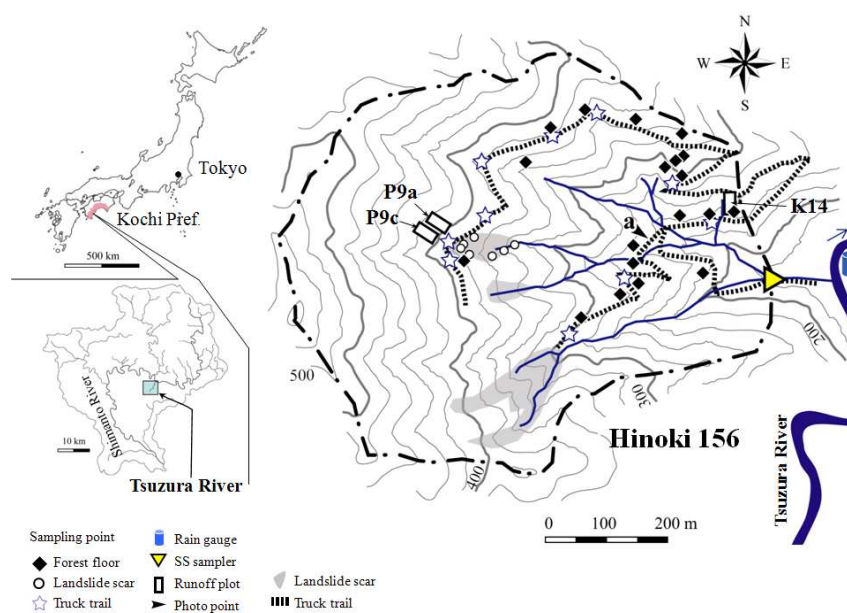 Tokyo
Kochi Pref.
500 km
Shimanto River
10 km
Tsuzura River
N
W E
S
P9a
P9c
a
K14
200
500
300
400
Hinoki 156
Tsuzura River
0 100 200 m
Sampling point
Forest floor
Landslide scar
Truck trail
Rain gauge
SS sampler
Runoff plot
Photo point
Landslide scar
Truck trail